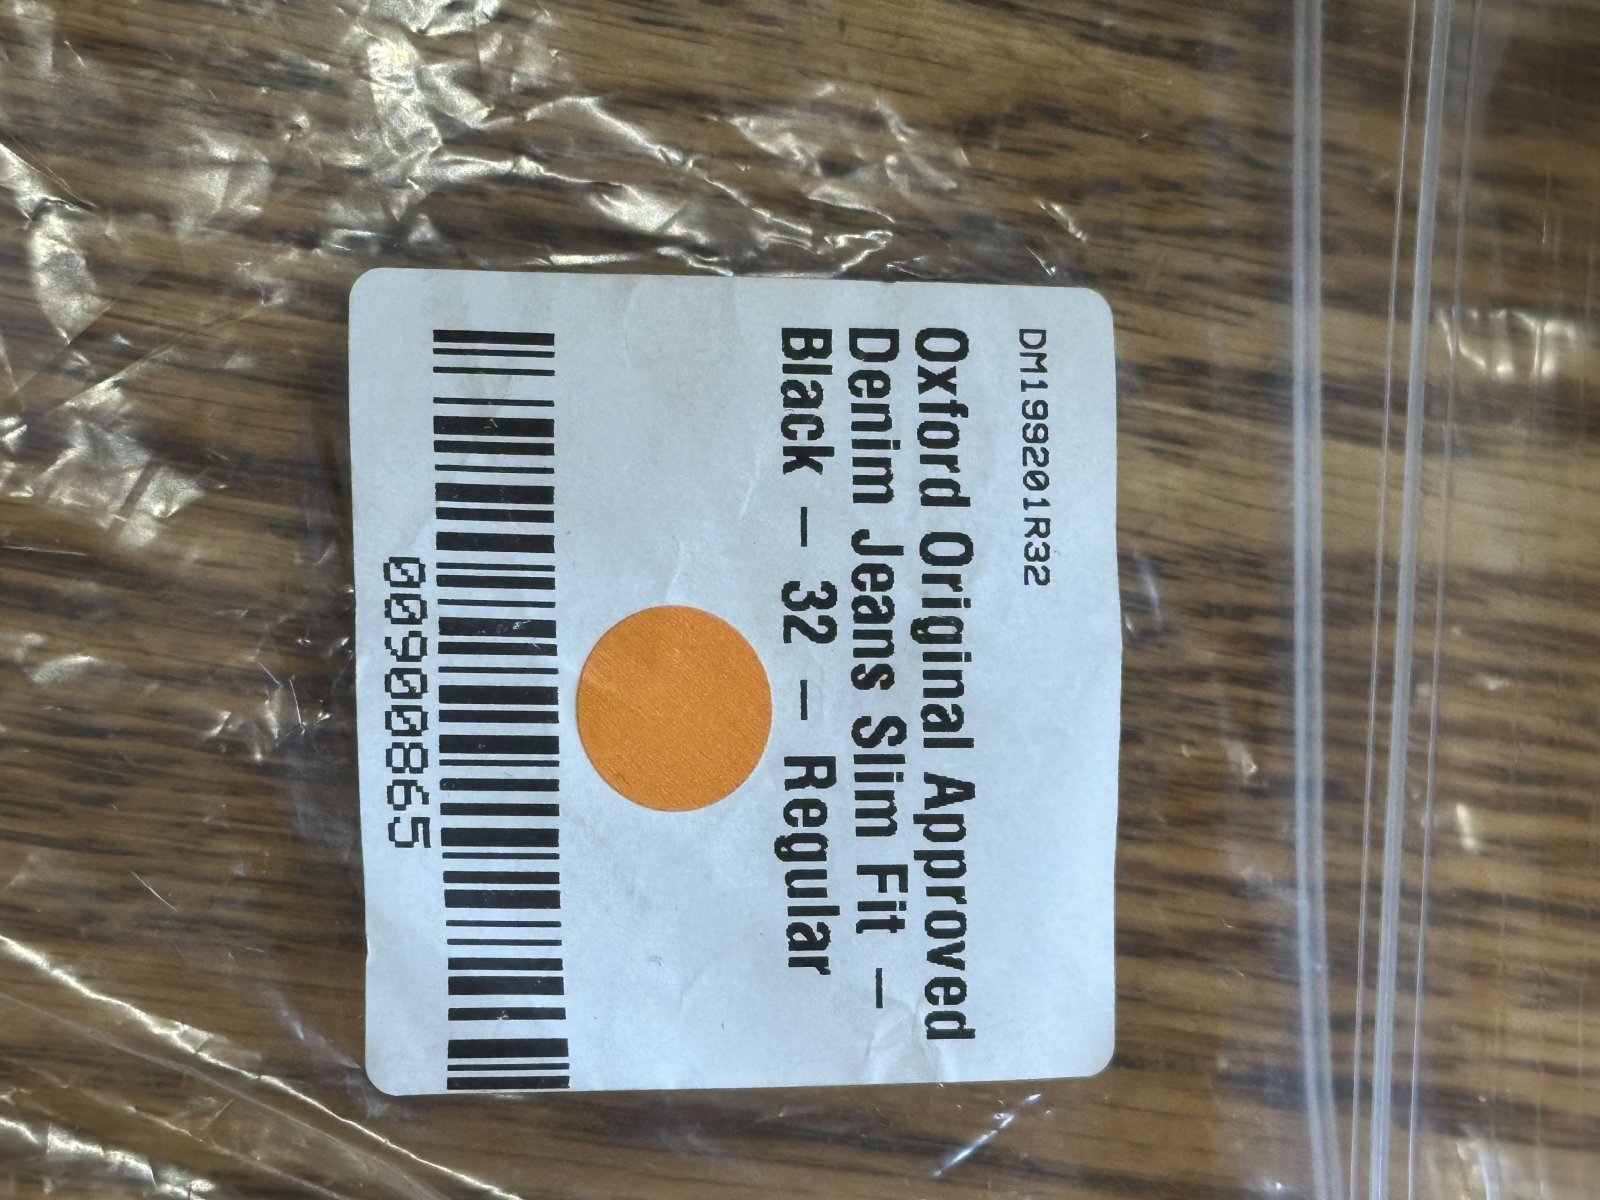 DM199201R32
Oxford Original Approved
Denim Jeans Slim Fit —
Black — 32 — Regular
00900865